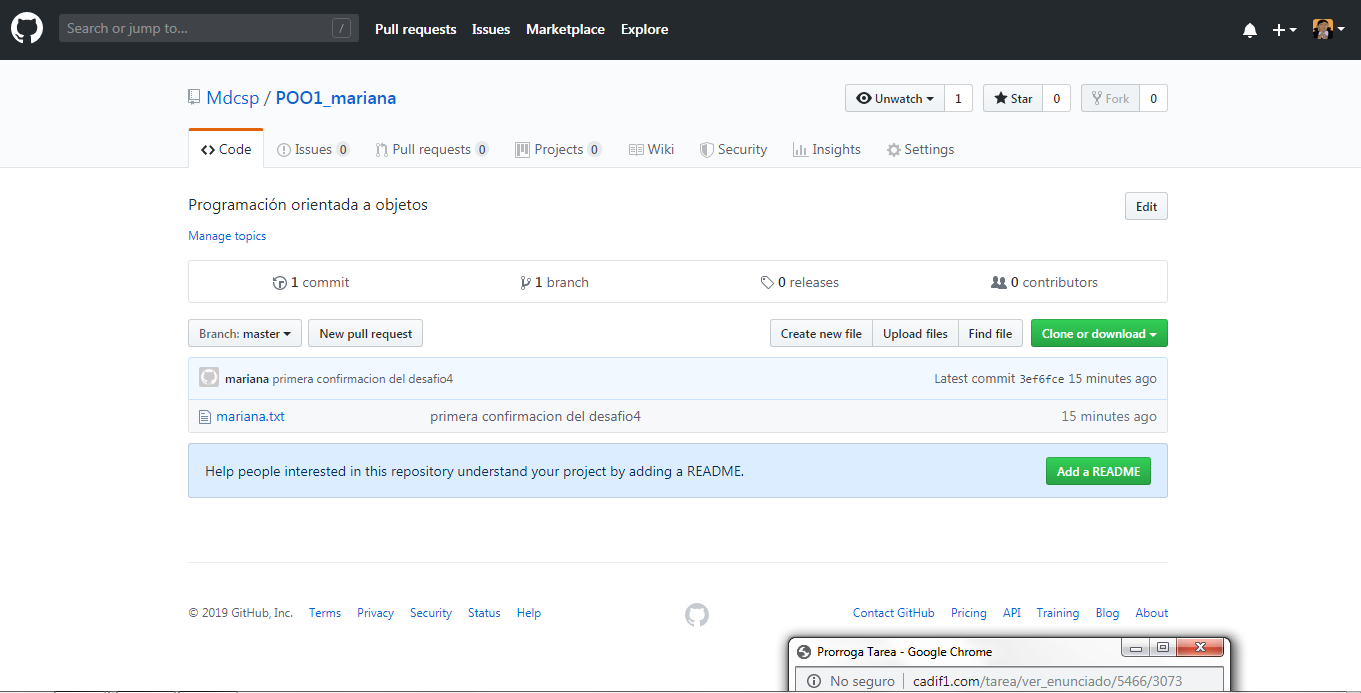 Search or jump to... / Pull requests Issues Marketplace Explore
Mdcsp / POO1_mariana Unwatch 1 Star 0 Fork 0
Code Issues 0 Pull requests 0 Projects 0 Wiki Security Insights Settings
Programación orientada a objetos Edit
Manage topics
1 commit 1 branch 0 releases 0 contributors
Branch: master New pull request Create new file Upload files Find file Clone or download
mariana primera confirmacion del desafio4 Latest commit 3ef6fce 15 minutes ago
mariana.txt primera confirmacion del desafio4 15 minutes ago
Help people interested in this repository understand your project by adding a README. Add a README
© 2019 GitHub, Inc. Terms Privacy Security Status Help Contact GitHub Pricing API Training Blog About
Prorroga Tarea - Google Chrome
No seguro cadif1.com/tarea/ver_enunciado/5466/3073